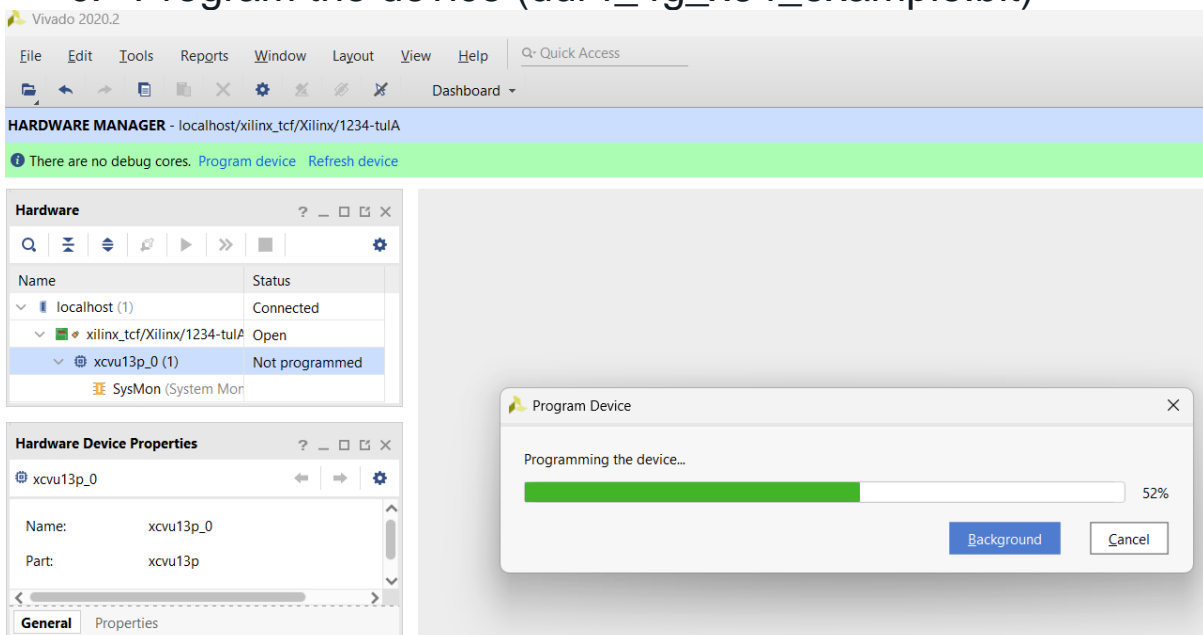 Vivado 2020.2
File Edit Tools Reports Window Layout View Help Quick Access
Dashboard
HARDWARE MANAGER - localhost/xilinx_tcf/Xilinx/1234-tulA
There are no debug cores. Program device Refresh device
Hardware
Name Status
localhost (1) Connected
xilinx_tcf/Xilinx/1234-tulA Open
xcvu13p_0 (1) Not programmed
SysMon (System Mor
Hardware Device Properties
xcvu13p_0
Name: xcvu13p_0
Part: xcvu13p
General Properties
Program Device
Programming the device...
52%
Background Cancel